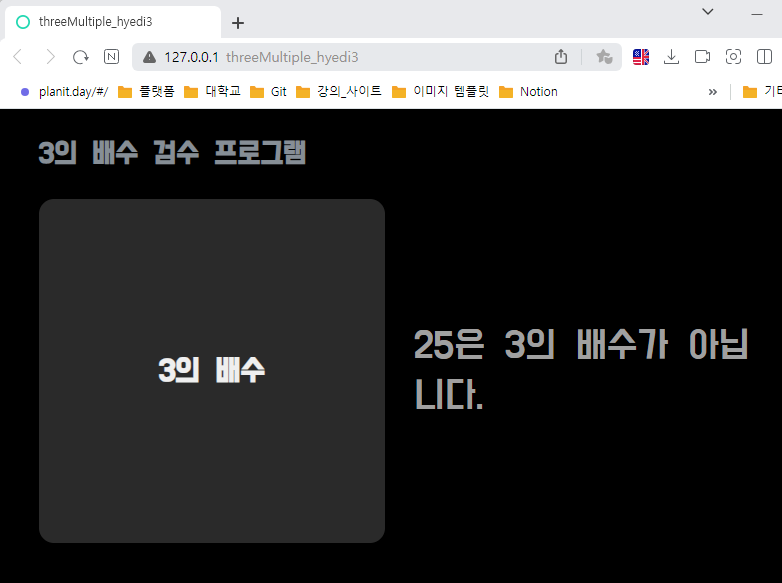 threeMultiple_hyedi3
127.0.0.1 threeMultiple_hyedi3
planit.day/#/ 플랫폼 대학교 Git 강의_사이트 이미지 템플릿 Notion
3의 배수 검수 프로그램
3의 배수
25은 3의 배수가 아닙
니다.